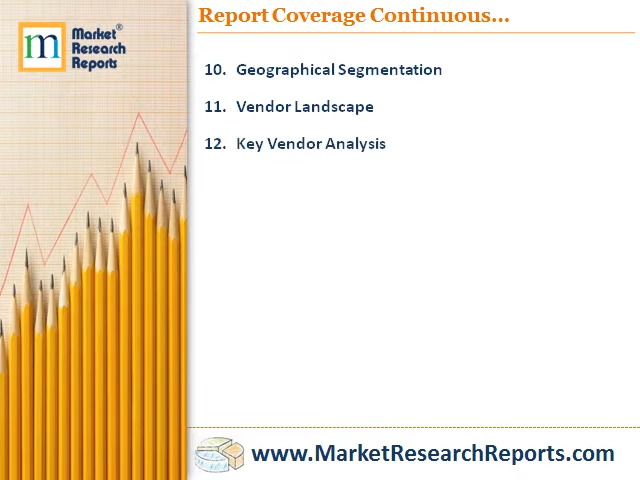 m
Market®
Research
Reports
Report Coverage Continuous...
10. Geographical Segmentation
11. Vendor Landscape
12. Key Vendor Analysis
www.MarketResearchReports.com